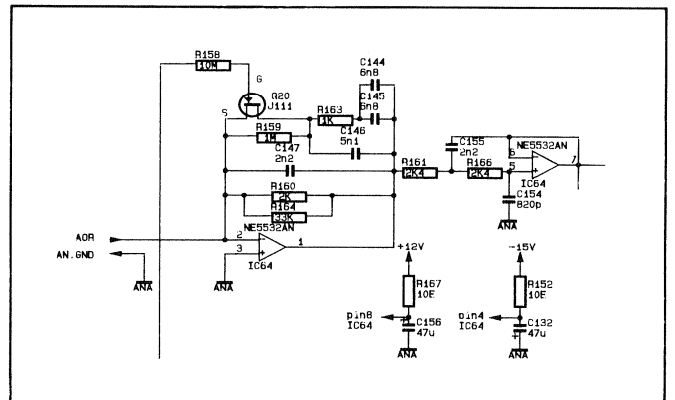 R158
10M
G
Q20
J111
S
C144
6n8
C145
6n8
R163
1K
C146
5n1
R159
1M
C147
2n2
C155
2n2
NE5532AN
6
7
5
R161
2K4
R166
2K4
IC64
C154
820p
ANA
R160
2K
R164
33K
NE5532AN
2
1
3
IC64
AOR
AN.GND
ANA
ANA
+12V
-15V
R167
10E
R152
10E
pin8
IC64
+
C156
47u
pin4
IC64
+
C132
47u
ANA
ANA